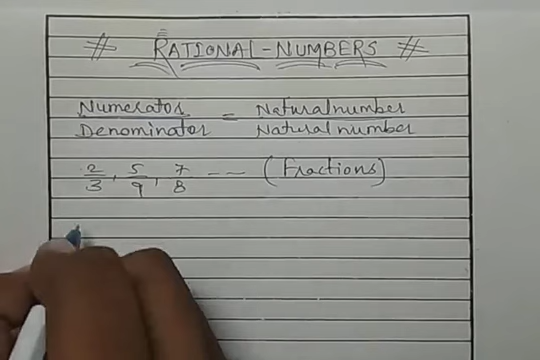 # RATIONAL-NUMBERS #
Numerator/Denominator = Natural number/Natural number
2/3, 5/9, 7/8 -- (Fractions)